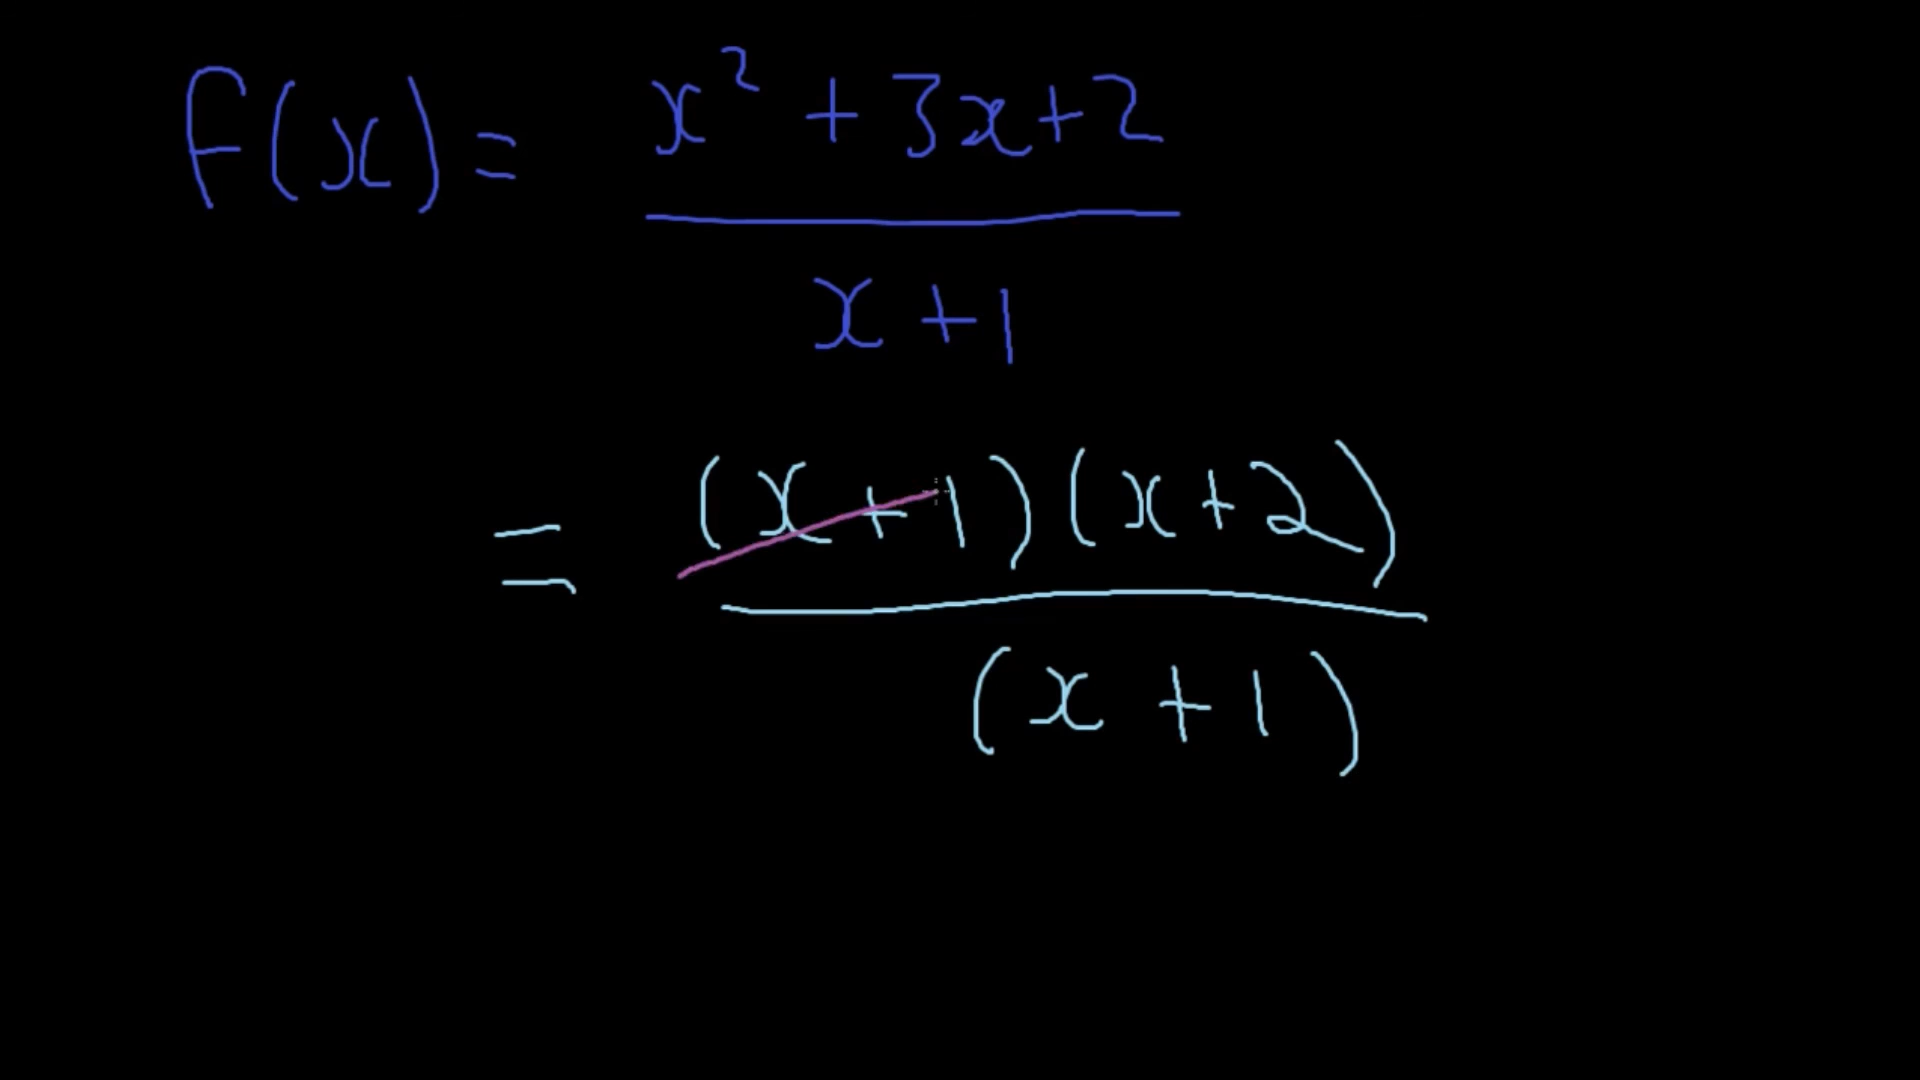 F(x) = x² + 3x + 2
x + 1
= (x + 1)(x + 2)
(x + 1)